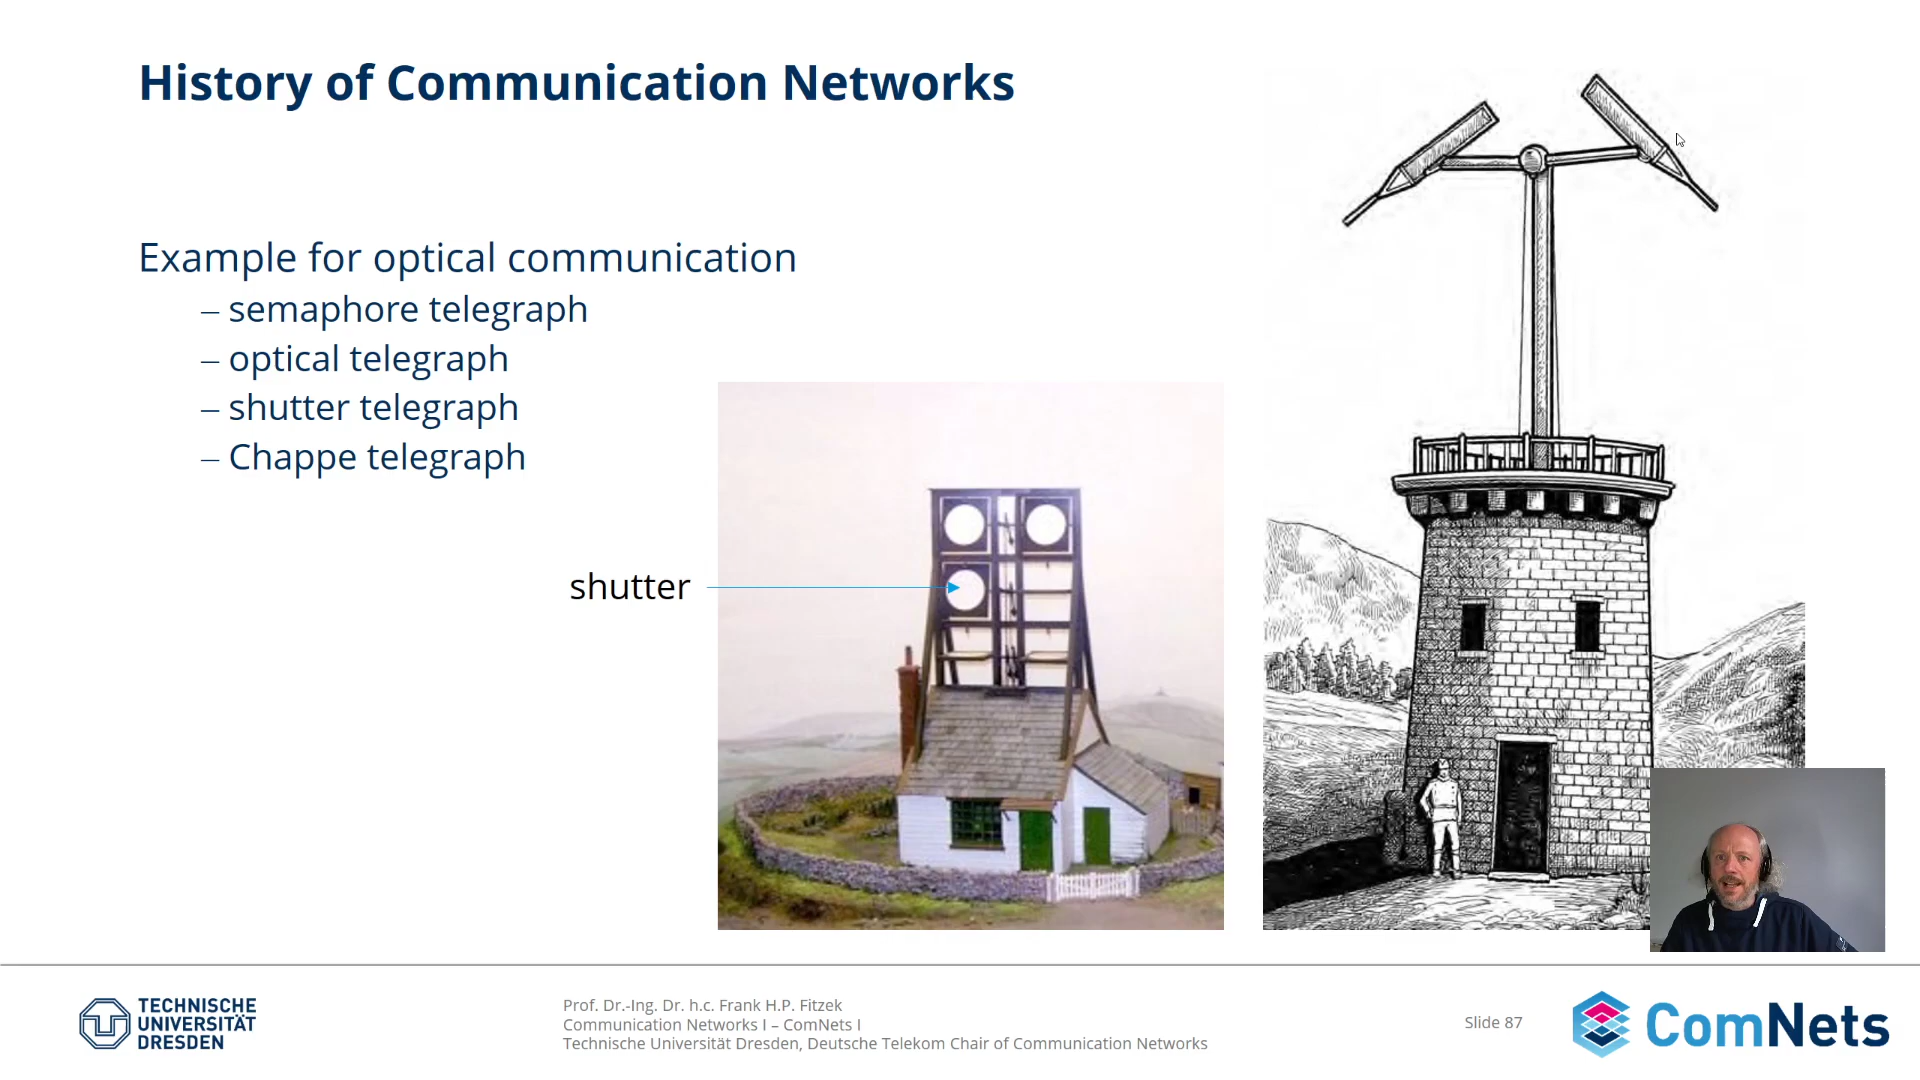 History of Communication Networks
Example for optical communication
– semaphore telegraph
– optical telegraph
– shutter telegraph
– Chappe telegraph
shutter
TECHNISCHE
UNIVERSITÄT
DRESDEN
Prof. Dr.-Ing. Dr. h.c. Frank H.P. Fitzek
Communication Networks I – ComNets I
Technische Universität Dresden, Deutsche Telekom Chair of Communication Networks
Slide 87
ComNets